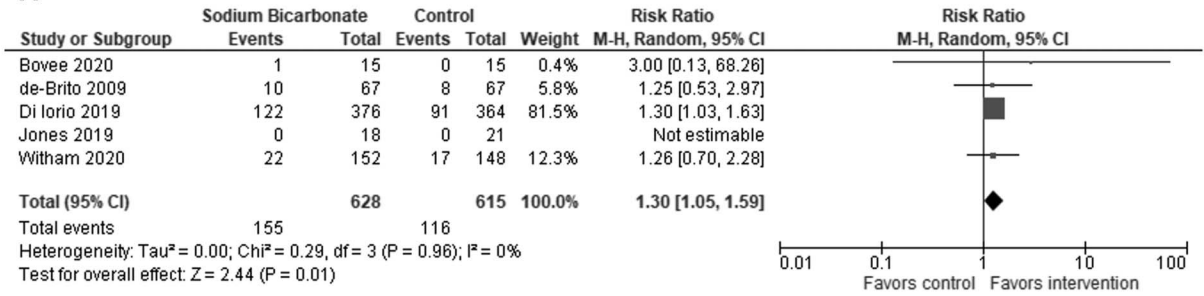 Sodium Bicarbonate Control Risk Ratio Risk Ratio
Study or Subgroup Events Total Events Total Weight M-H, Random, 95% CI M-H, Random, 95% CI
Bovee 2020 1 15 0 15 0.4% 3.00 [0.13, 68.26]
de-Brito 2009 10 67 8 67 5.8% 1.25 [0.53, 2.97]
Di Iorio 2019 122 376 91 364 81.5% 1.30 [1.03, 1.63]
Jones 2019 0 18 0 21 Not estimable
Witham 2020 22 152 17 148 12.3% 1.26 [0.70, 2.28]
Total (95% CI) 628 615 100.0% 1.30 [1.05, 1.59]
Total events 155 116
Heterogeneity: Tau² = 0.00; Chi² = 0.29, df = 3 (P = 0.96); I² = 0%
Test for overall effect: Z = 2.44 (P = 0.01)
0.01 0.1 1 10 100
Favors control Favors intervention